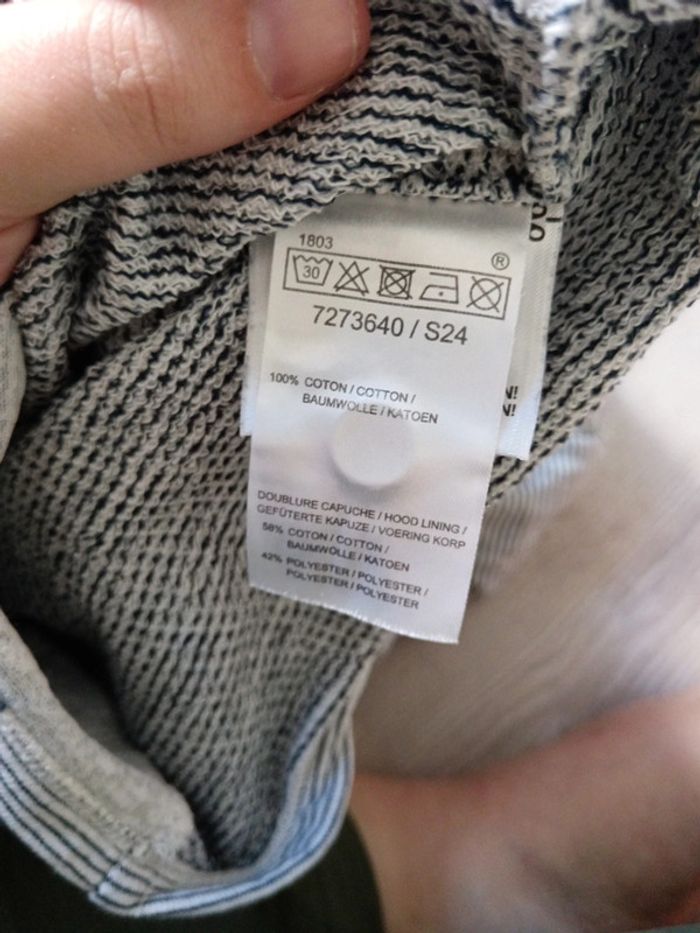 1803
®
30
7273640 / S24
100% COTON / COTTON /
BAUMWOLLE / KATOEN
N!
N!
DOUBLURE CAPUCHE / HOOD LINING /
GEFÜTERTE KAPUZE / VOERING KORP
58% COTON / COTTON /
BAUMWOLLE / KATOEN
42% POLYESTER / POLYESTER /
POLYESTER / POLYESTER